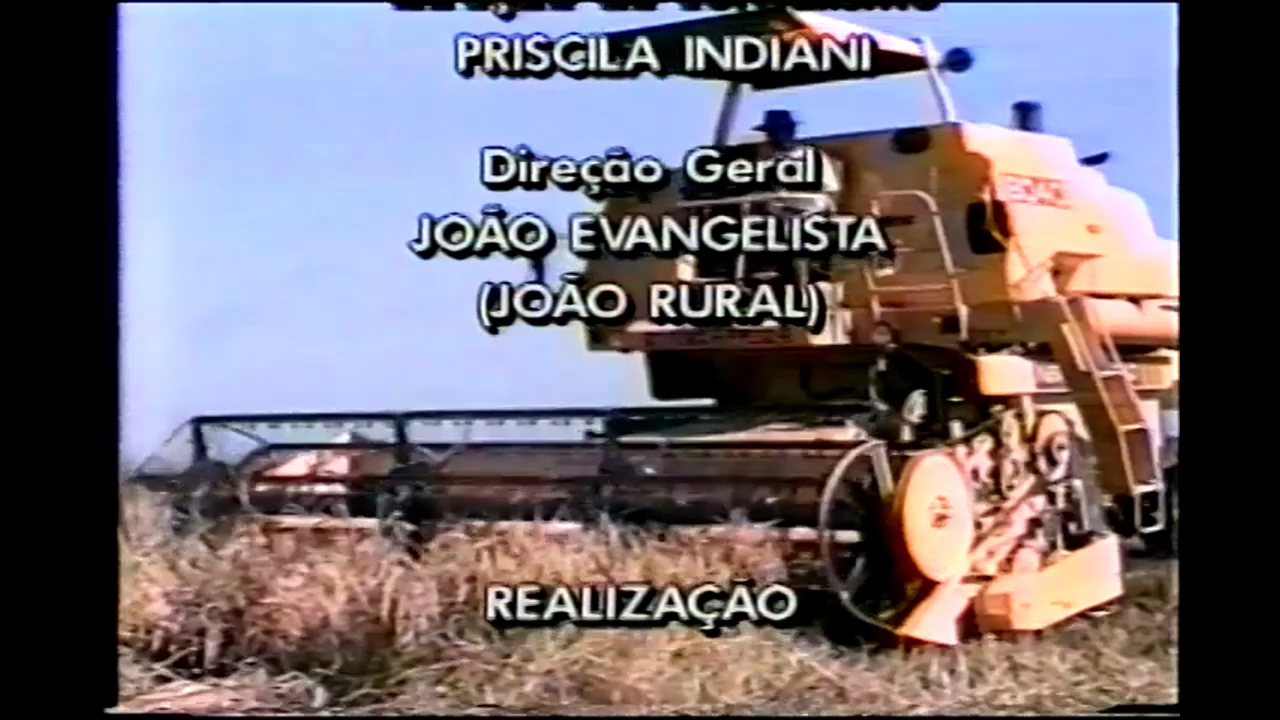 PRISCILA INDIANI
Direção Geral
JOÃO EVANGELISTA
(JOÃO RURAL)
REALIZAÇÃO